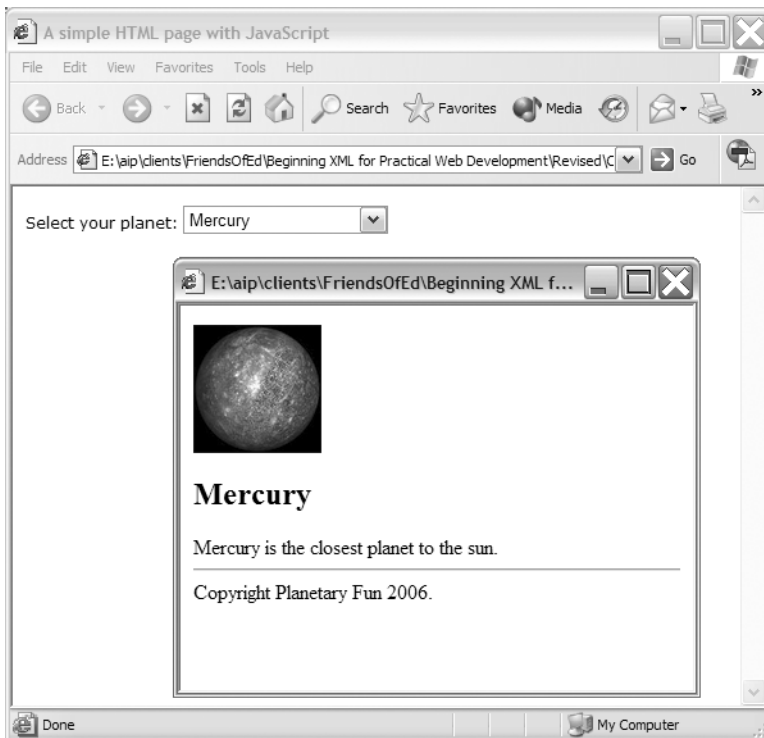 A simple HTML page with JavaScript
File Edit View Favorites Tools Help
Back Search Favorites Media »
Address E:\aip\clients\FriendsOfEd\Beginning XML for Practical Web Development\Revised\C Go
Select your planet: Mercury
E:\aip\clients\FriendsOfEd\Beginning XML f...
Mercury
Mercury is the closest planet to the sun.
Copyright Planetary Fun 2006.
Done My Computer